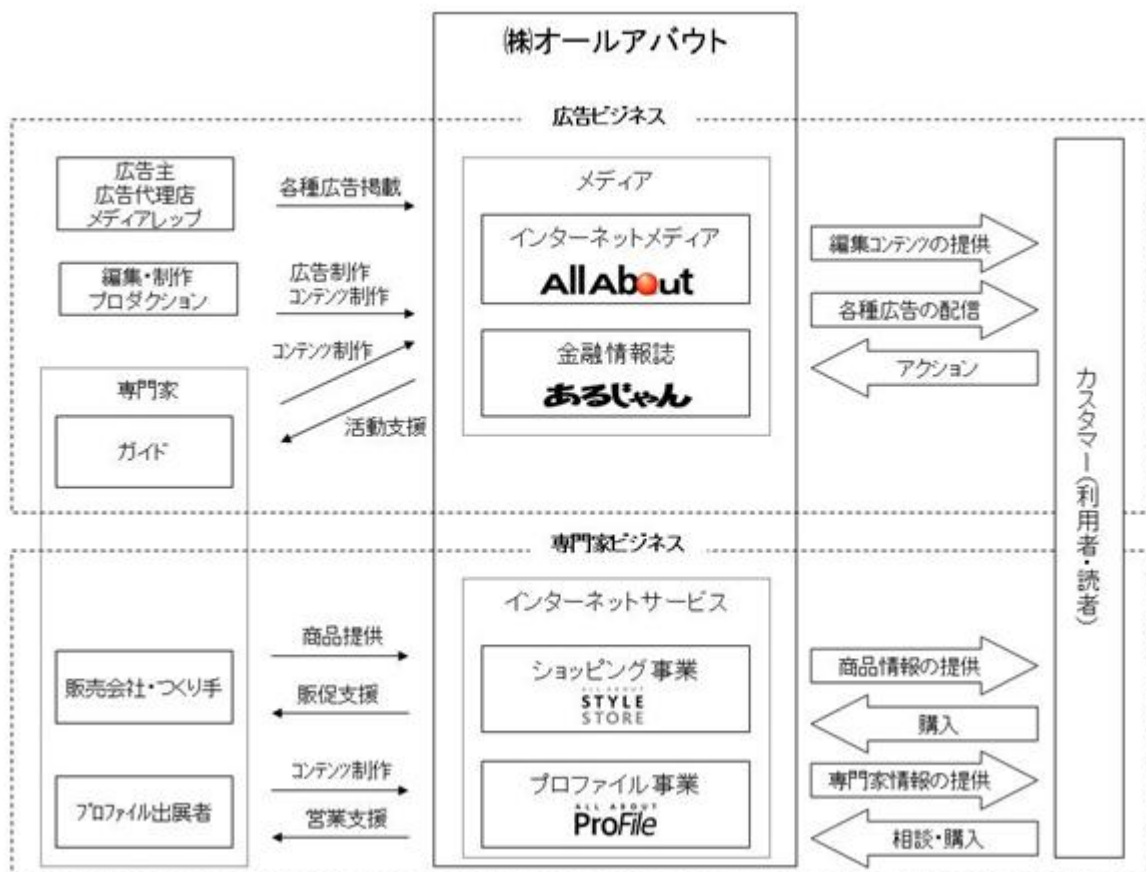 ㈱オールアバウト
広告ビジネス
広告主
広告代理店
メディアレップ
各種広告掲載
メディア
インターネットメディア
AllAbout
編集コンテンツの提供
編集・制作
プロダクション
広告制作
コンテンツ制作
各種広告の配信
コンテンツ制作
金融情報誌
あるじゃん
アクション
専門家
ガイド
活動支援
カスタマー(利用者・読者)
専門家ビジネス
インターネットサービス
商品提供
販売会社・つくり手
販促支援
ショッピング事業
ALL ABOUT
STYLE
STORE
商品情報の提供
購入
コンテンツ制作
プロファイル出展者
営業支援
プロファイル事業
ALL ABOUT
ProFile
専門家情報の提供
相談・購入